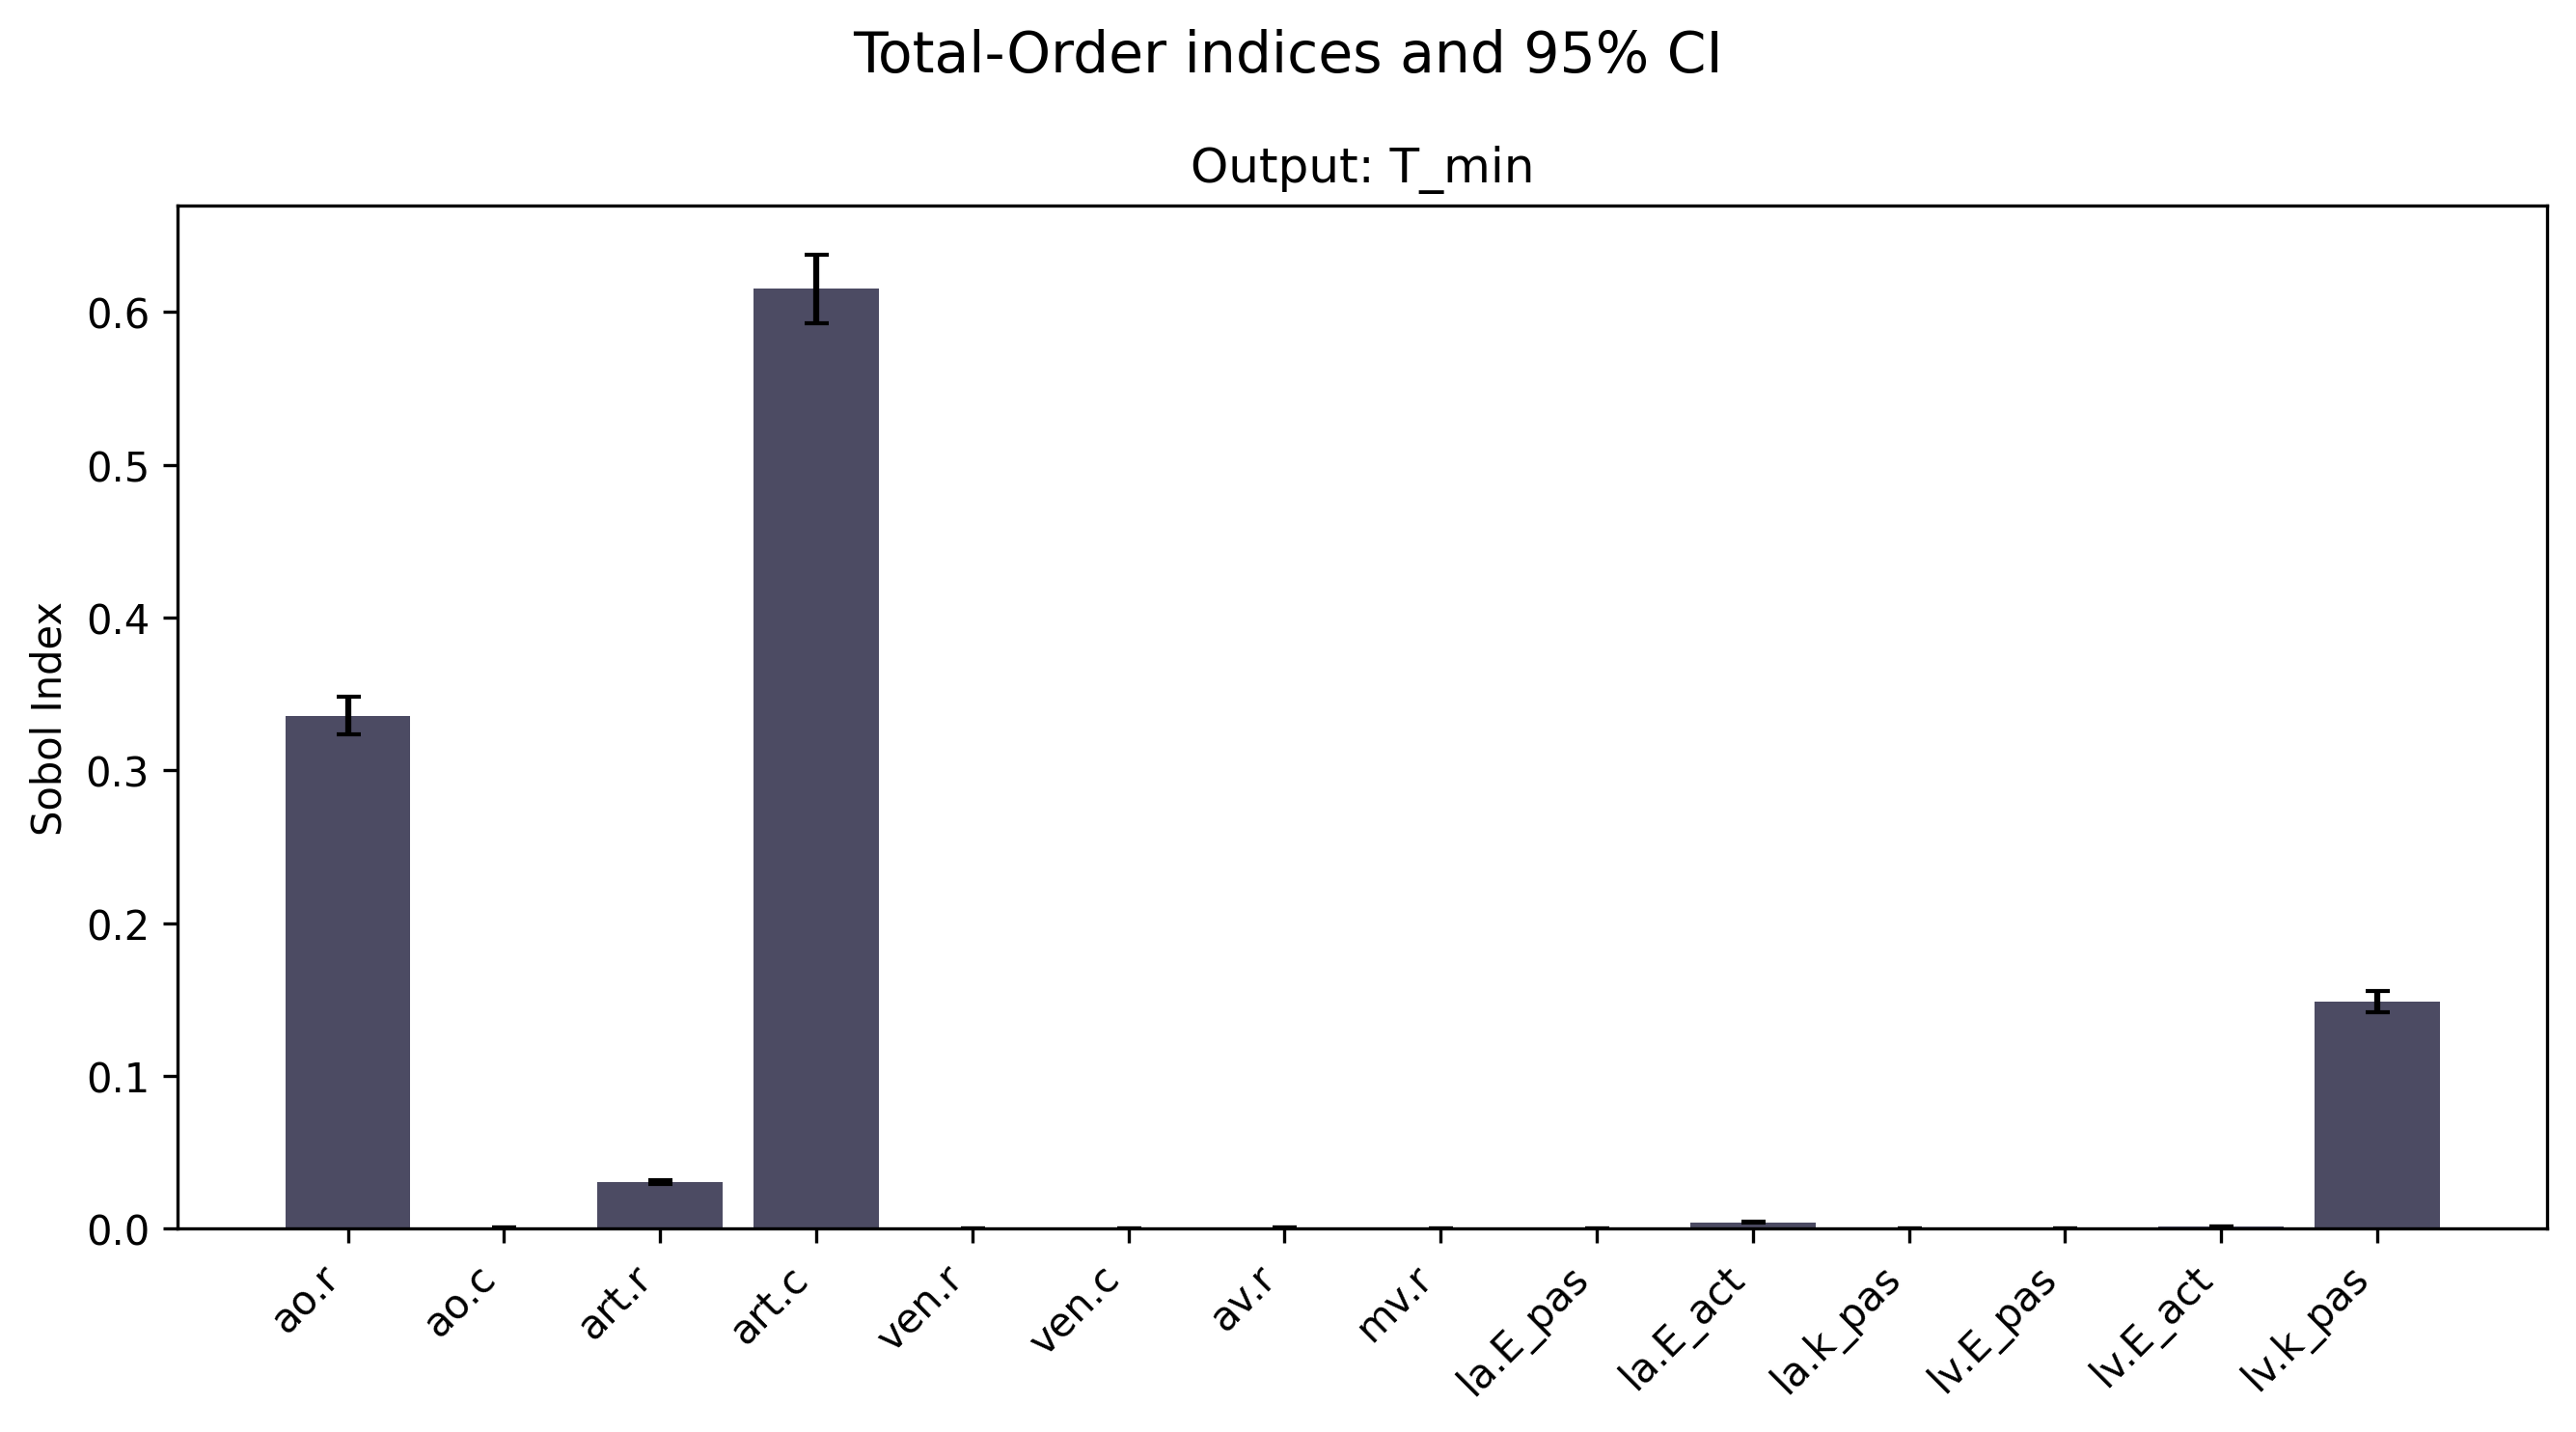 Total-Order indices and 95% CI
Output: T_min
Sobol Index
0.6
0.5
0.4
0.3
0.2
0.1
0.0
ao.r
ao.c
art.r
art.c
ven.r
ven.c
av.r
mv.r
la.E_pas
la.E_act
la.k_pas
lv.E_pas
lv.E_act
lv.k_pas